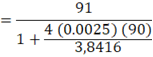 = 91
1 + 4 (0.0025) (90)
3,8416